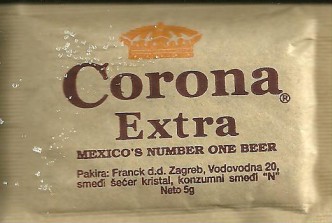 Corona®
Extra
MEXICO'S NUMBER ONE BEER
Pakira: Franck d.d. Zagreb, Vodovodna 20,
smeđi šećer kristal, konzumni smeđi "N"
Neto 5g